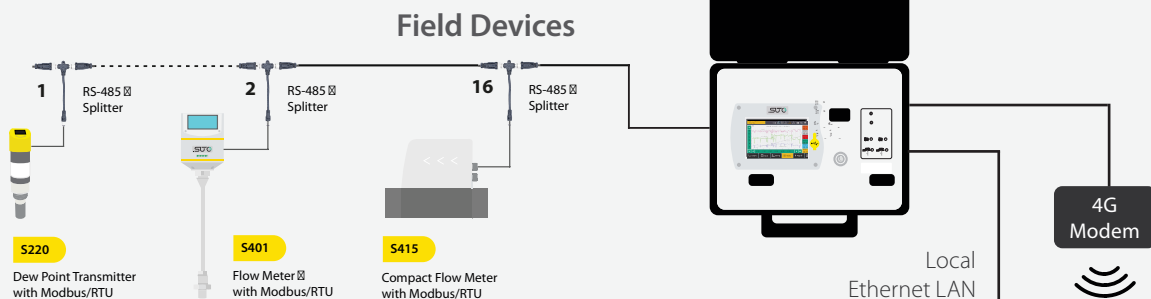 Field Devices
1
RS-485
Splitter
2
RS-485
Splitter
16
RS-485
Splitter
SUTO
SUTO
S220
Dew Point Transmitter
with Modbus/RTU
S401
Flow Meter
with Modbus/RTU
S415
Compact Flow Meter
with Modbus/RTU
4G
Modem
Local
Ethernet LAN